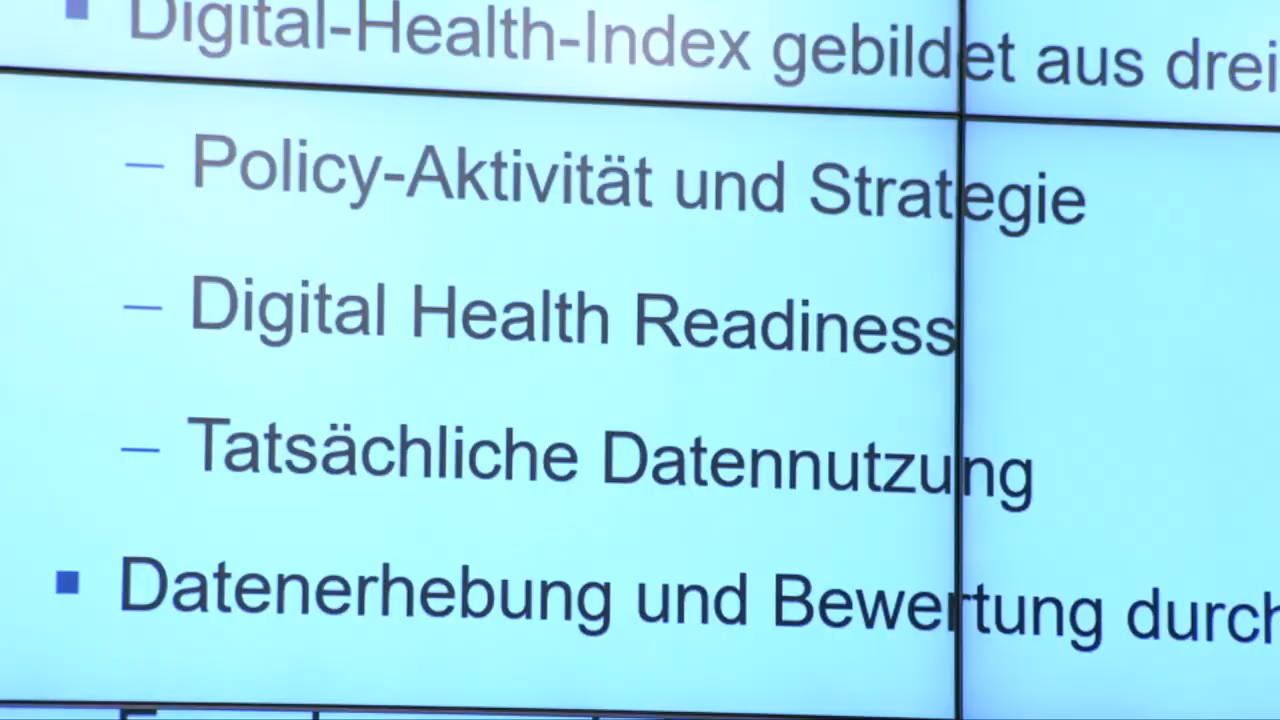 Digital-Health-Index gebildet aus drei
– Policy-Aktivität und Strategie
– Digital Health Readiness
– Tatsächliche Datennutzung
Datenerhebung und Bewertung durch